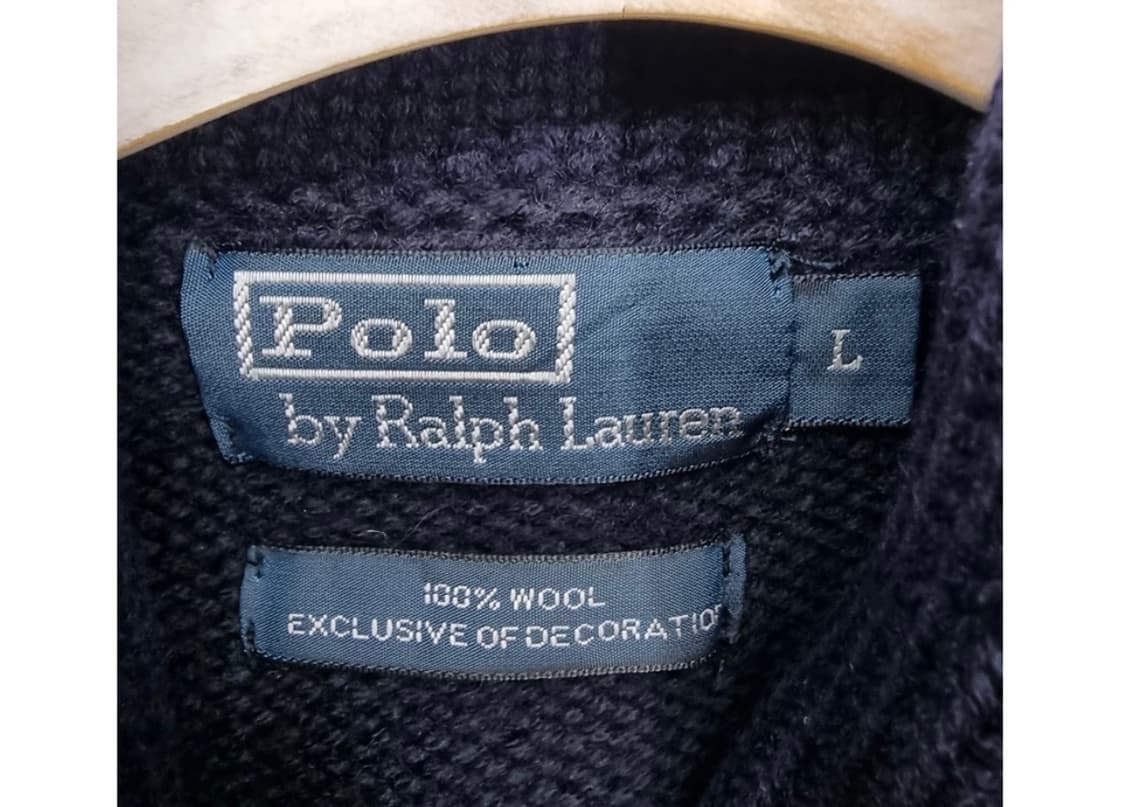 Polo
by Ralph Lauren
L
100% WOOL
EXCLUSIVE OF DECORATIO